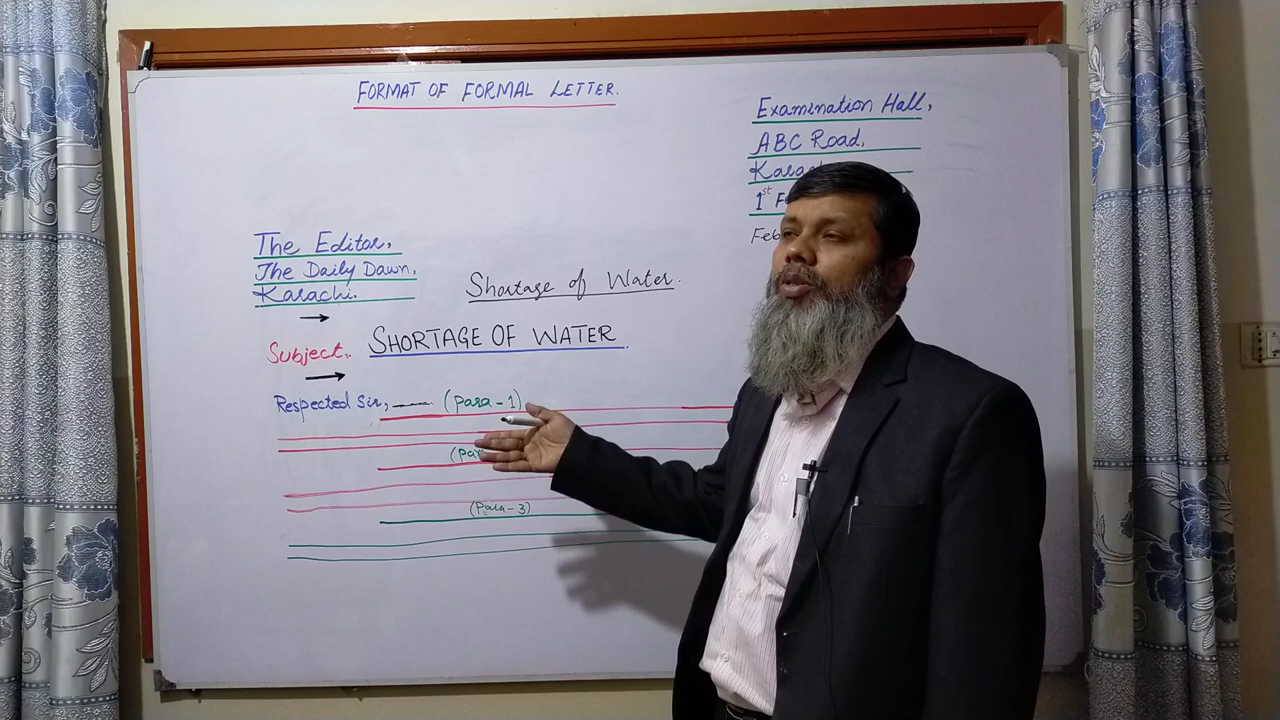 FORMAT OF FORMAL LETTER.
Examination Hall,
ABC Road,
1st
The Editor,
The Daily Dawn,
Karachi.
Shortage of Water.
Subject:
SHORTAGE OF WATER.
Respected Sir, (para-1)
(Para-3)